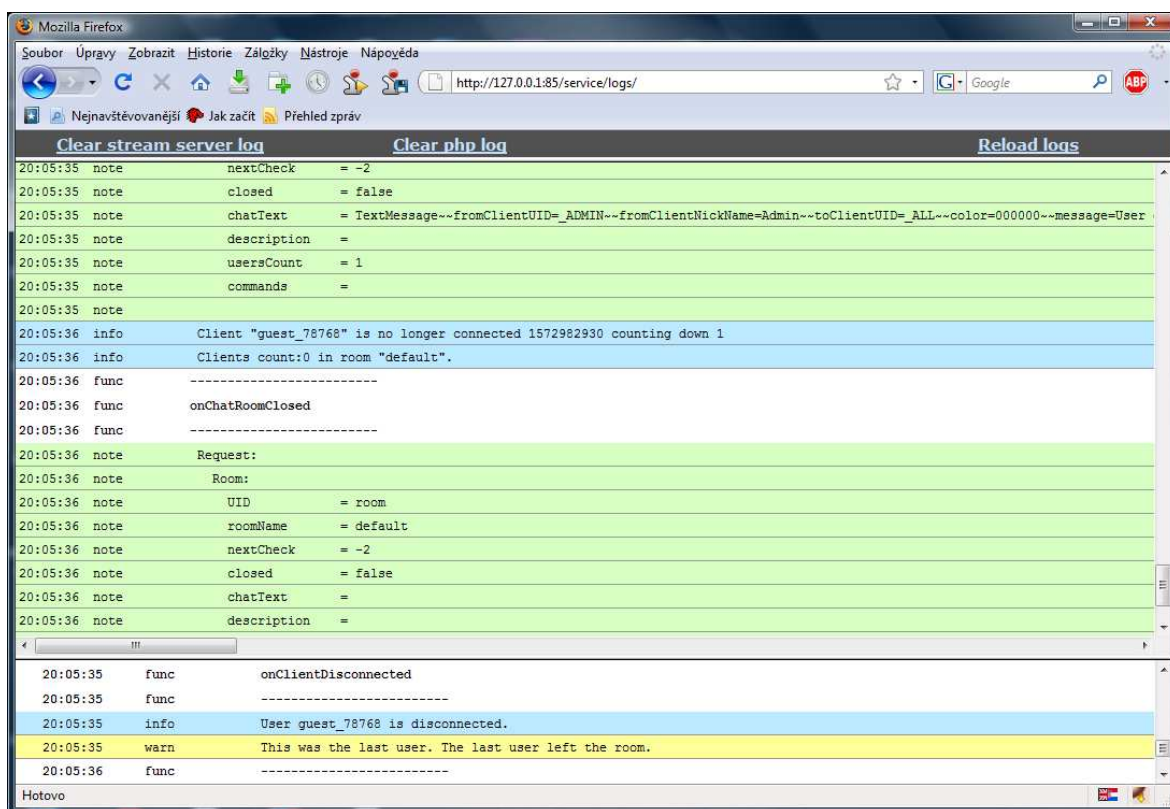 Mozilla Firefox
Soubor Úpravy Zobrazit Historie Záložky Nástroje Nápověda
http://127.0.0.1:85/service/logs/ G Google ABP
Nejnavštěvovanější Jak začít Přehled zpráv
Clear stream server log Clear php log Reload logs
20:05:35 note nextCheck = -2
20:05:35 note closed = false
20:05:35 note chatText = TextMessage~~fromClientUID=_ADMIN~~fromClientNickName=Admin~~toClientUID=_ALL~~color=000000~~message=User
20:05:35 note description =
20:05:35 note usersCount = 1
20:05:35 note commands =
20:05:35 note
20:05:36 info Client "guest_78768" is no longer connected 1572982930 counting down 1
20:05:36 info Clients count:0 in room "default".
20:05:36 func -------------------------
20:05:36 func onChatRoomClosed
20:05:36 func -------------------------
20:05:36 note Request:
20:05:36 note Room:
20:05:36 note UID = room
20:05:36 note roomName = default
20:05:36 note nextCheck = -2
20:05:36 note closed = false
20:05:36 note chatText =
20:05:36 note description =
20:05:35 func onClientDisconnected
20:05:35 func -------------------------
20:05:35 info User guest_78768 is disconnected.
20:05:35 warn This was the last user. The last user left the room.
20:05:36 func -------------------------
Hotovo